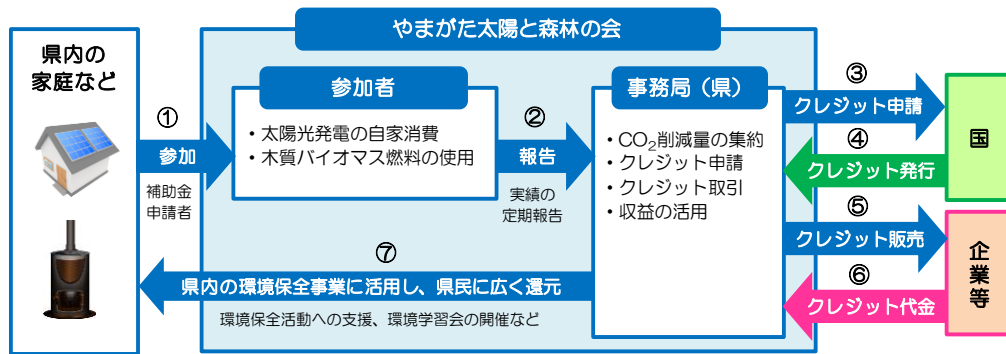 やまがた太陽と森林の会
県内の
家庭など
①
参加
補助金
申請者
参加者
・太陽光発電の自家消費
・木質バイオマス燃料の使用
②
報告
実績の
定期報告
事務局（県）
・CO₂削減量の集約
・クレジット申請
・クレジット取引
・収益の活用
③
クレジット申請
④
クレジット発行
国
⑤
クレジット販売
⑥
クレジット代金
企業等
⑦
県内の環境保全事業に活用し、県民に広く還元
環境保全活動への支援、環境学習会の開催など